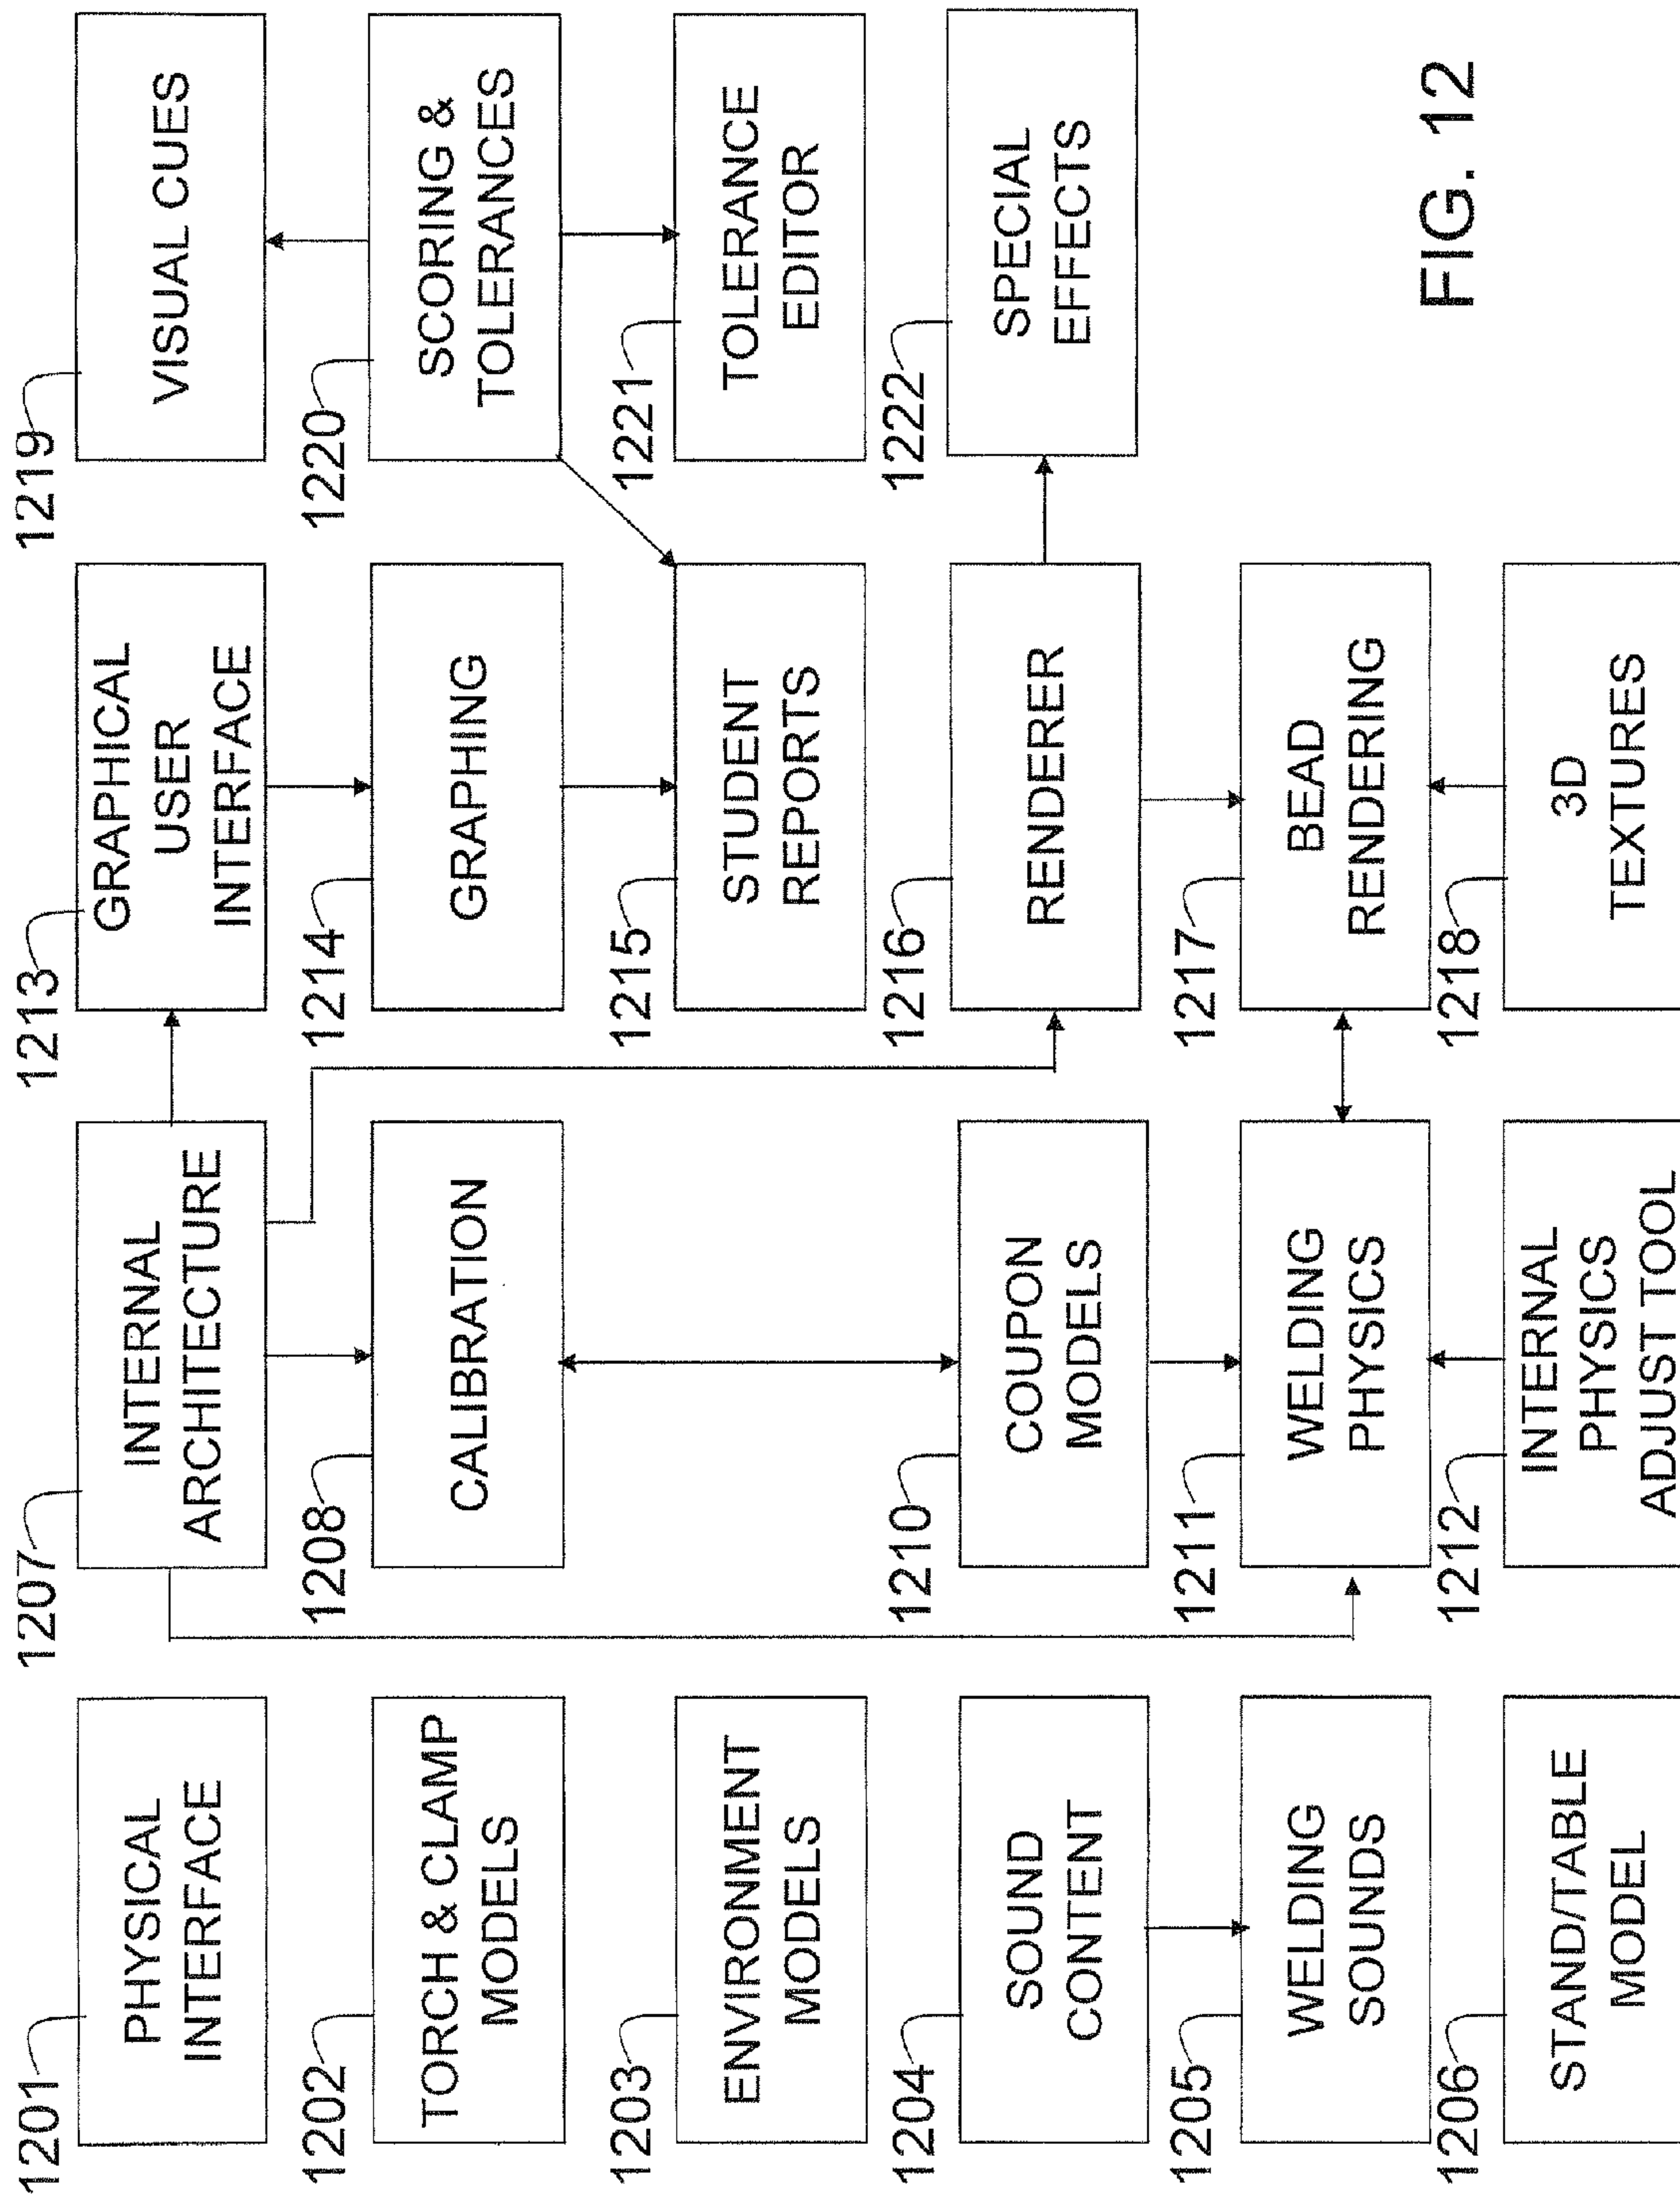 1201
PHYSICAL
INTERFACE
1202
TORCH & CLAMP
MODELS
1203
ENVIRONMENT
MODELS
1204
SOUND
CONTENT
1205
WELDING
SOUNDS
1206
STAND/TABLE
MODEL
1207
INTERNAL
ARCHITECTURE
1208
CALIBRATION
1210
COUPON
MODELS
1211
WELDING
PHYSICS
1212
INTERNAL
PHYSICS
ADJUST TOOL
1213
GRAPHICAL
USER
INTERFACE
1214
GRAPHING
1215
STUDENT
REPORTS
1216
RENDERER
1217
BEAD
RENDERING
1218
3D
TEXTURES
1219
VISUAL CUES
1220
SCORING &
TOLERANCES
1221
TOLERANCE
EDITOR
1222
SPECIAL
EFFECTS
FIG. 12